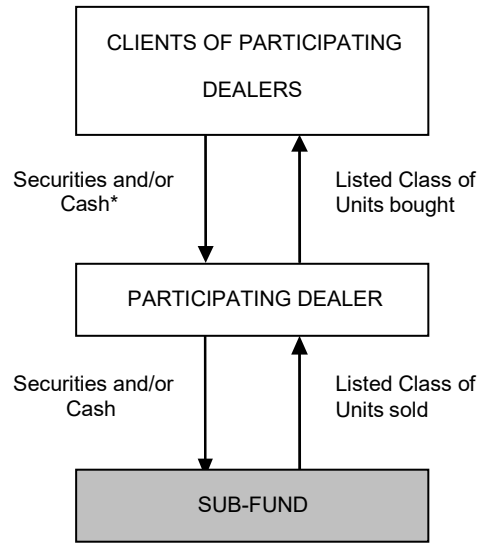 CLIENTS OF PARTICIPATING
DEALERS
Securities and/or
Cash*
Listed Class of
Units bought
PARTICIPATING DEALER
Securities and/or
Cash
Listed Class of
Units sold
SUB-FUND